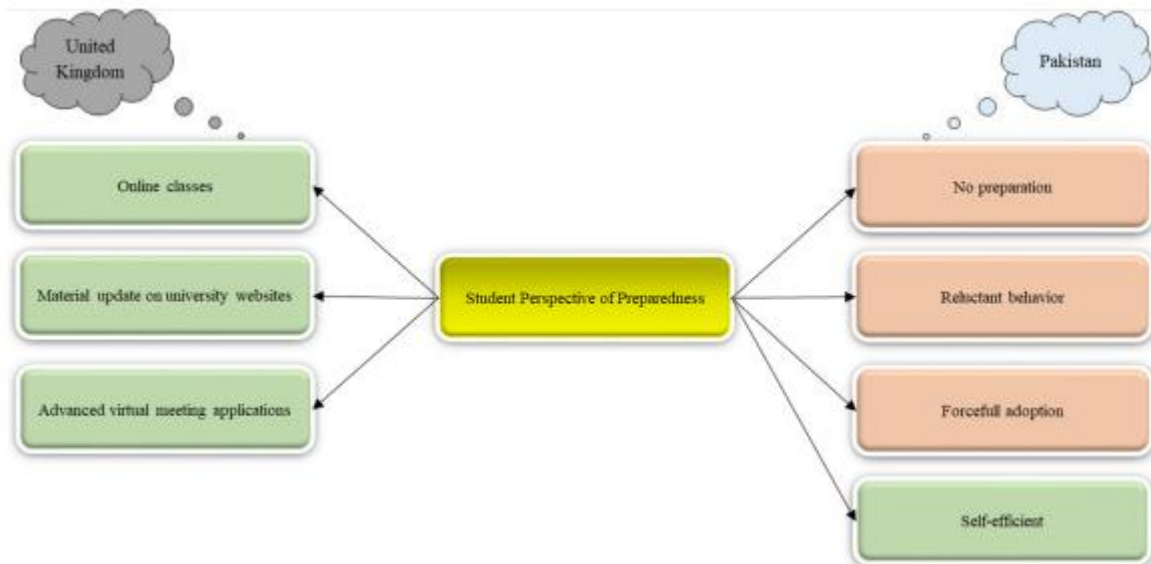 United
Kingdom
Pakistan
Online classes
No preparation
Material update on university websites
Student Perspective of Preparedness
Reluctant behavior
Advanced virtual meeting applications
Forcefull adoption
Self-efficient